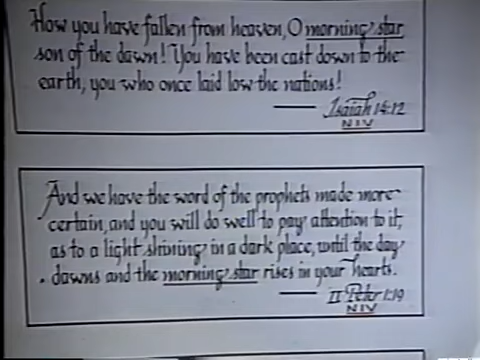 How you have fallen from heaven, O morning star
son of the dawn! You have been cast down to the
earth, you who once laid low the nations!
Isaiah 14:12
NIV
And we have the word of the prophets made more
certain, and you will do well to pay attention to it,
as to a light shining in a dark place, until the day
dawns and the morning star rises in your hearts.
II Peter 1:19
NIV